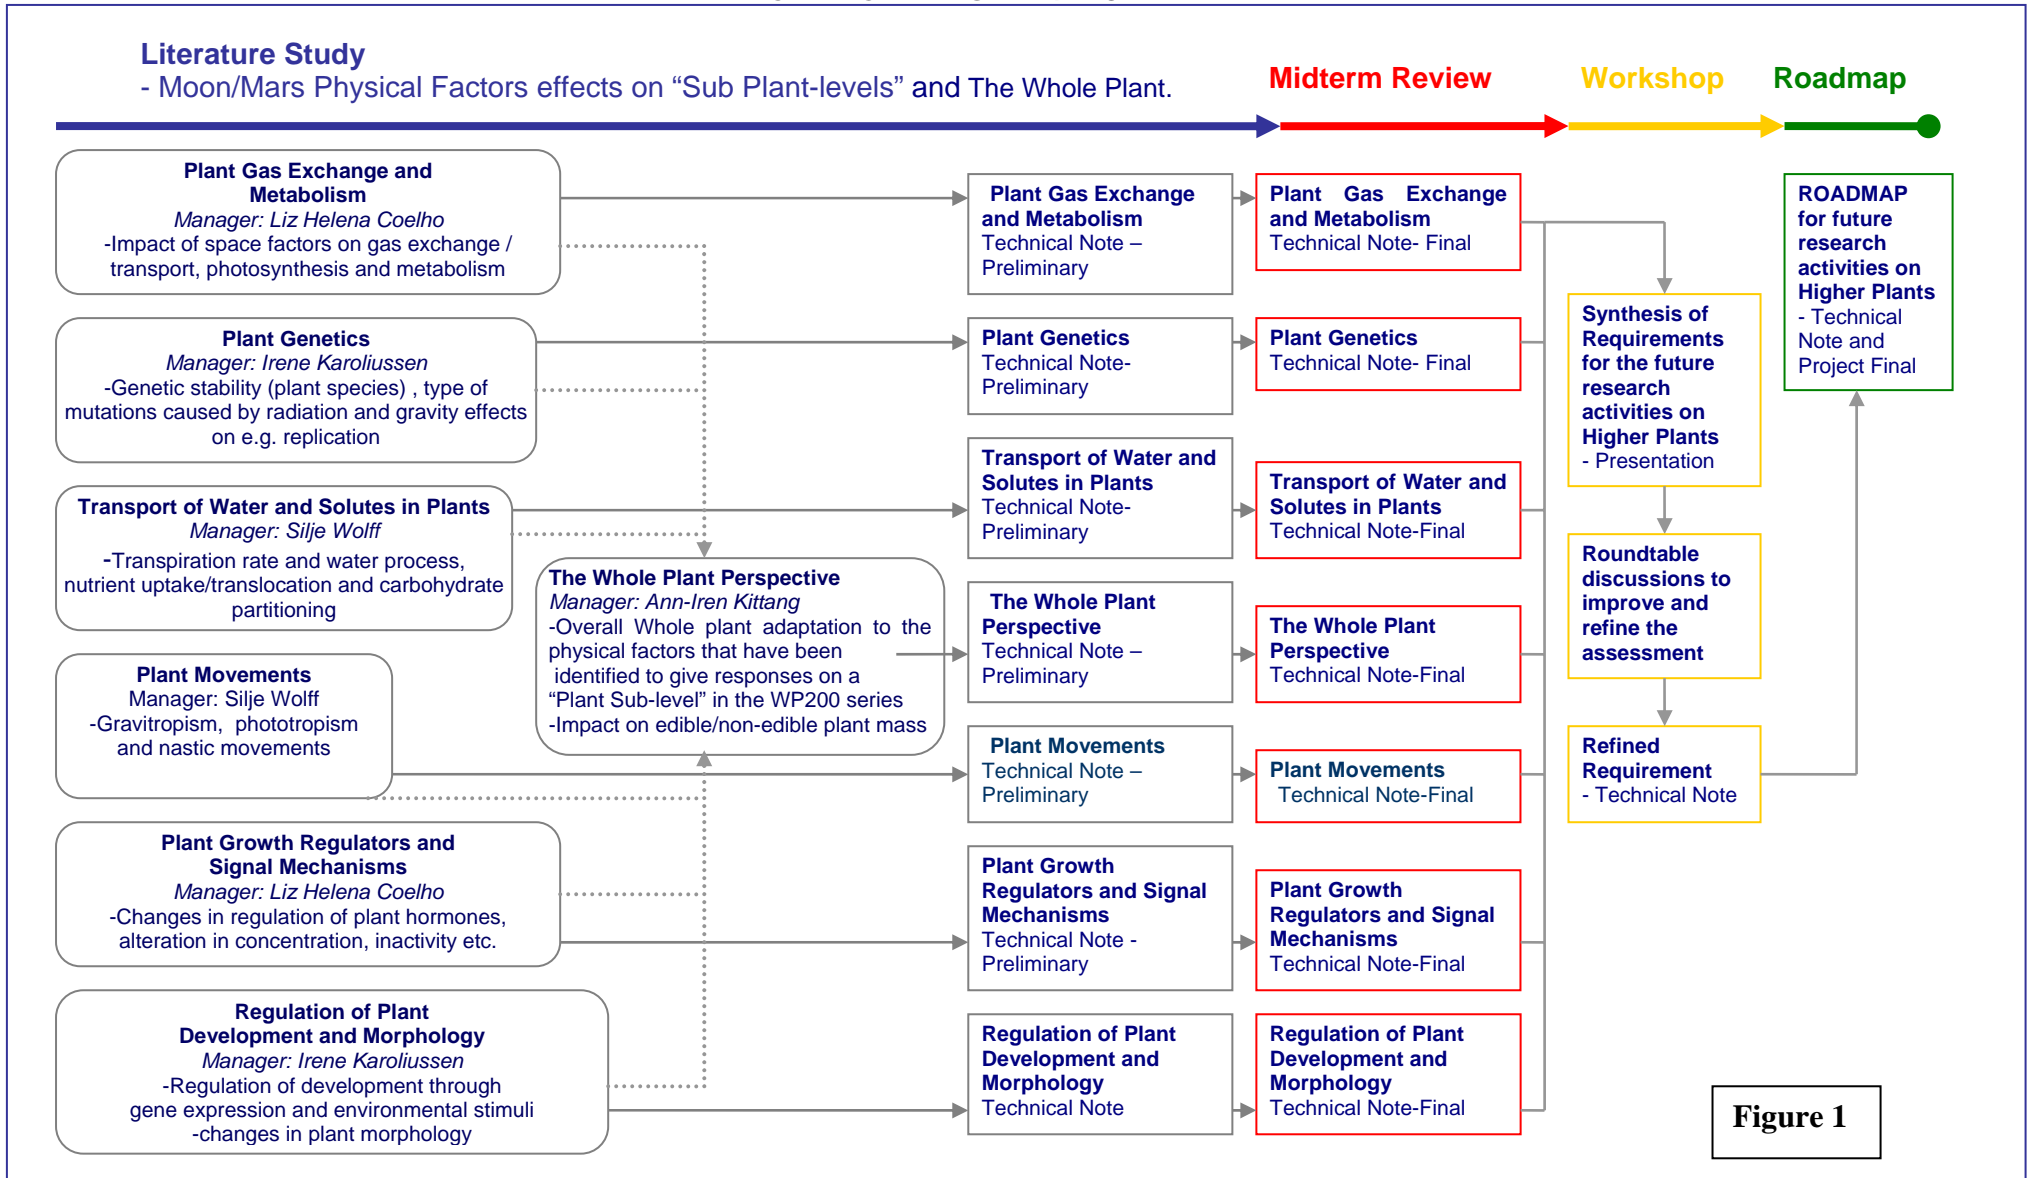 Literature Study
- Moon/Mars Physical Factors effects on “Sub Plant-levels” and The Whole Plant.
Midterm Review
Workshop
Roadmap
Plant Gas Exchange and
Metabolism
Manager: Liz Helena Coelho
-Impact of space factors on gas exchange /
transport, photosynthesis and metabolism
Plant Genetics
Manager: Irene Karoliussen
-Genetic stability (plant species) , type of
mutations caused by radiation and gravity effects
on e.g. replication
Transport of Water and Solutes in Plants
Manager: Silje Wolff
-Transpiration rate and water process,
nutrient uptake/translocation and carbohydrate
partitioning
Plant Movements
Manager: Silje Wolff
-Gravitropism, phototropism
and nastic movements
Plant Growth Regulators and
Signal Mechanisms
Manager: Liz Helena Coelho
-Changes in regulation of plant hormones,
alteration in concentration, inactivity etc.
Regulation of Plant
Development and Morphology
Manager: Irene Karoliussen
-Regulation of development through
gene expression and environmental stimuli
-changes in plant morphology
The Whole Plant Perspective
Manager: Ann-Iren Kittang
-Overall Whole plant adaptation to the
physical factors that have been
identified to give responses on a
“Plant Sub-level” in the WP200 series
-Impact on edible/non-edible plant mass
Plant Gas Exchange
and Metabolism
Technical Note –
Preliminary
Plant Genetics
Technical Note-
Preliminary
Transport of Water and
Solutes in Plants
Technical Note-
Preliminary
The Whole Plant
Perspective
Technical Note –
Preliminary
Plant Movements
Technical Note –
Preliminary
Plant Growth
Regulators and Signal
Mechanisms
Technical Note -
Preliminary
Regulation of Plant
Development and
Morphology
Technical Note
Plant Gas Exchange
and Metabolism
Technical Note- Final
Plant Genetics
Technical Note- Final
Transport of Water and
Solutes in Plants
Technical Note-Final
The Whole Plant
Perspective
Technical Note-Final
Plant Movements
Technical Note-Final
Plant Growth
Regulators and Signal
Mechanisms
Technical Note-Final
Regulation of Plant
Development and
Morphology
Technical Note-Final
Synthesis of
Requirements
for the future
research
activities on
Higher Plants
- Presentation
Roundtable
discussions to
improve and
refine the
assessment
Refined
Requirement
- Technical Note
ROADMAP
for future
research
activities on
Higher Plants
- Technical
Note and
Project Final
Figure 1